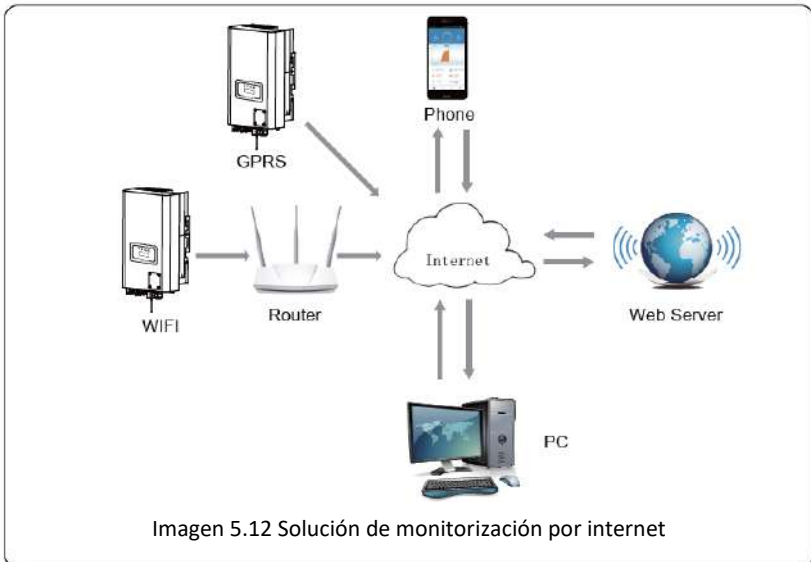 Phone
GPRS
Internet
WIFI
Router
Web Server
PC
Imagen 5.12 Solución de monitorización por internet